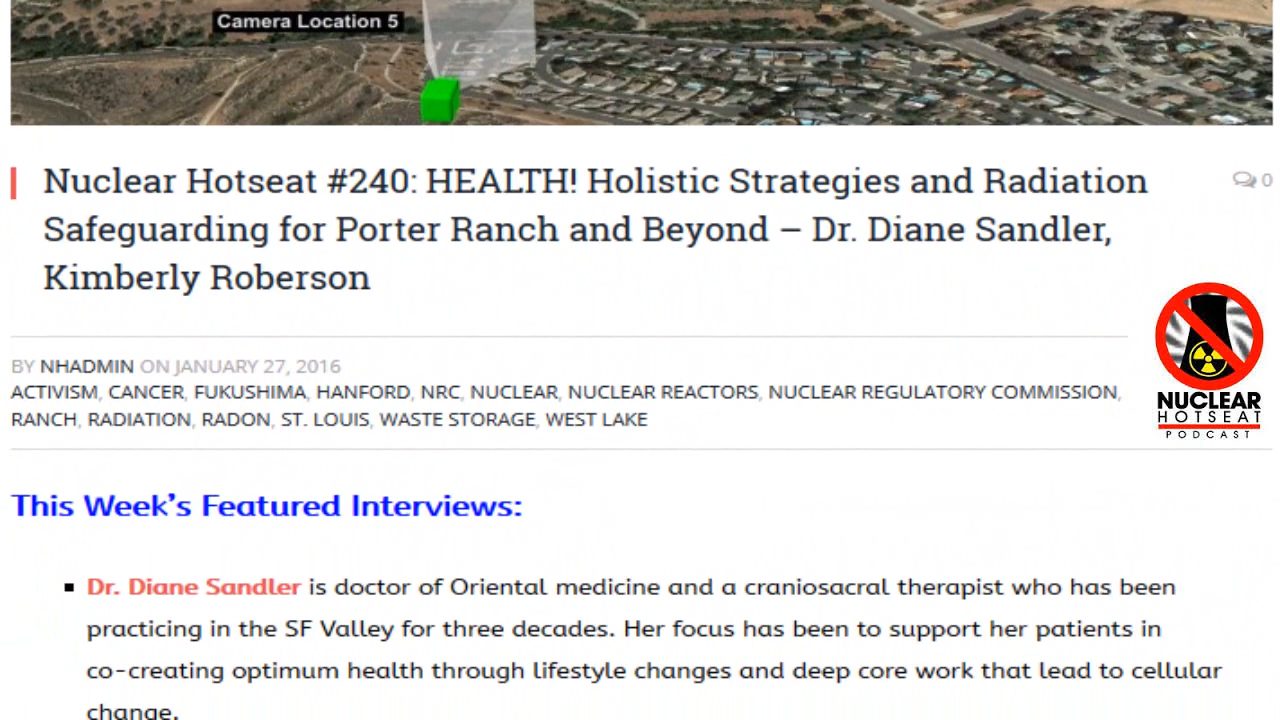 Camera Location 5
Nuclear Hotseat #240: HEALTH! Holistic Strategies and Radiation
0
Safeguarding for Porter Ranch and Beyond – Dr. Diane Sandler,
Kimberly Roberson
BY NHADMIN ON JANUARY 27, 2016
ACTIVISM, CANCER, FUKUSHIMA, HANFORD, NRC, NUCLEAR, NUCLEAR REACTORS, NUCLEAR REGULATORY COMMISSION,
RANCH, RADIATION, RADON, ST. LOUIS, WASTE STORAGE, WEST LAKE
NUCLEAR
HOTSEAT
PODCAST
This Week's Featured Interviews:
Dr. Diane Sandler is doctor of Oriental medicine and a craniosacral therapist who has been
practicing in the SF Valley for three decades. Her focus has been to support her patients in
co-creating optimum health through lifestyle changes and deep core work that lead to cellular
change.